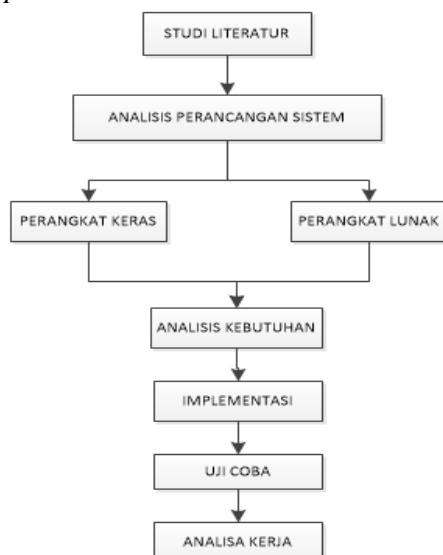 STUDI LITERATUR
ANALISIS PERANCANGAN SISTEM
PERANGKAT KERAS
PERANGKAT LUNAK
ANALISIS KEBUTUHAN
IMPLEMENTASI
UJI COBA
ANALISA KERJA